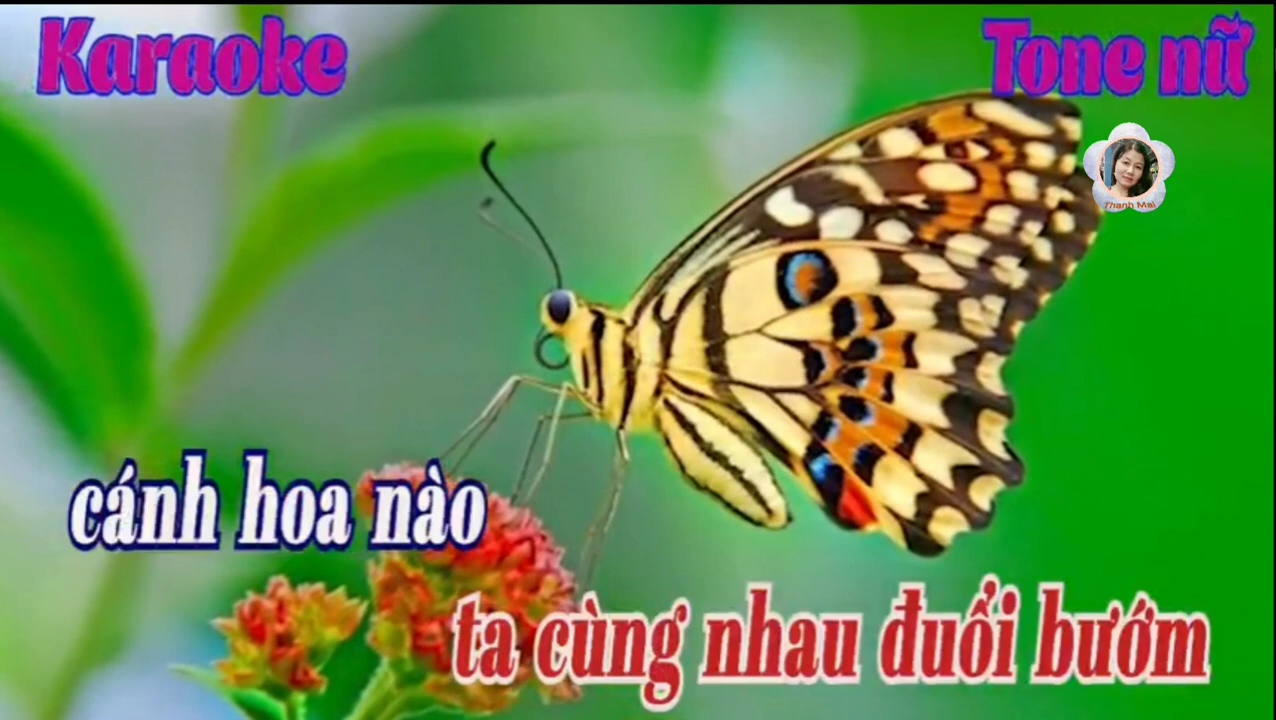 Karaoke
Tone nữ
Thanh Mai
cánh hoa nào
ta cùng nhau đuổi bướm